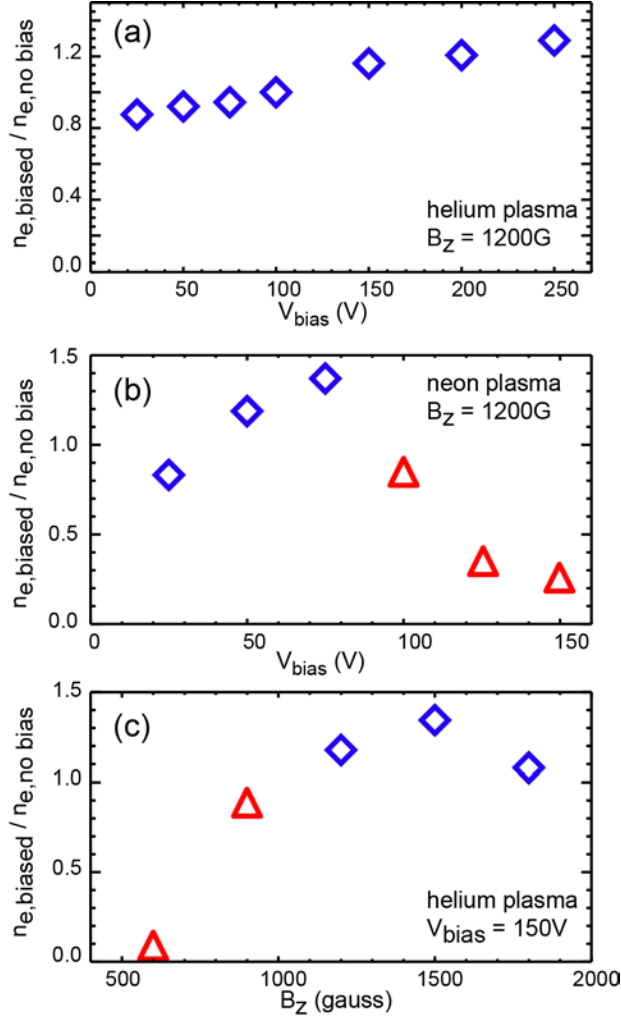 (a)
1.2
0.8
0.4
0.0
n_e,biased / n_e,no bias
helium plasma
B_Z = 1200G
0 50 100 150 200 250
V_bias (V)
(b)
1.5
1.0
0.5
0.0
n_e,biased / n_e,no bias
neon plasma
B_Z = 1200G
0 50 100 150
V_bias (V)
(c)
1.5
1.0
0.5
0.0
n_e,biased / n_e,no bias
helium plasma
V_bias = 150V
500 1000 1500 2000
B_Z (gauss)